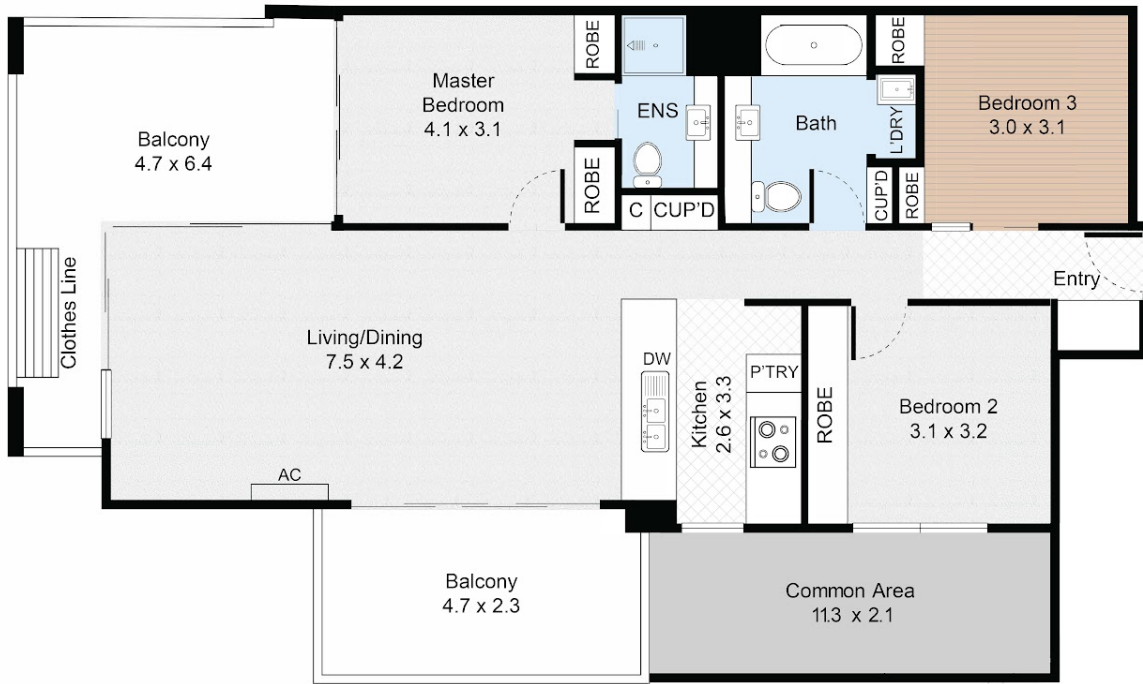 Balcony
4.7 x 6.4
Master
Bedroom
4.1 x 3.1
ROBE
ROBE
ENS
C
CUP'D
Bath
L'DRY
CUP'D
ROBE
ROBE
Bedroom 3
3.0 x 3.1
Entry
Clothes Line
Living/Dining
7.5 x 4.2
AC
DW
Kitchen
2.6 x 3.3
P'TRY
ROBE
Bedroom 2
3.1 x 3.2
Balcony
4.7 x 2.3
Common Area
11.3 x 2.1